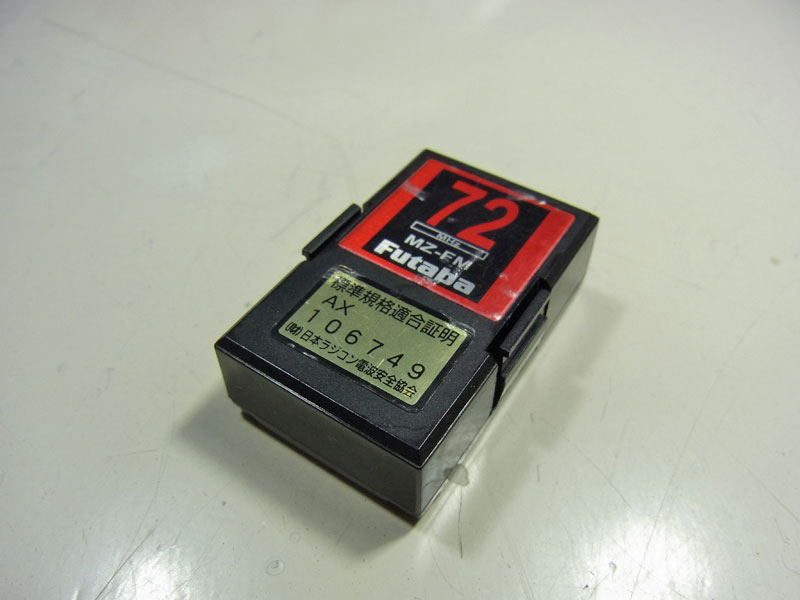 72
MHz
MZ-FM
Futaba
標準規格適合証明
AX
106749
(財)日本ラジコン電波安全協会